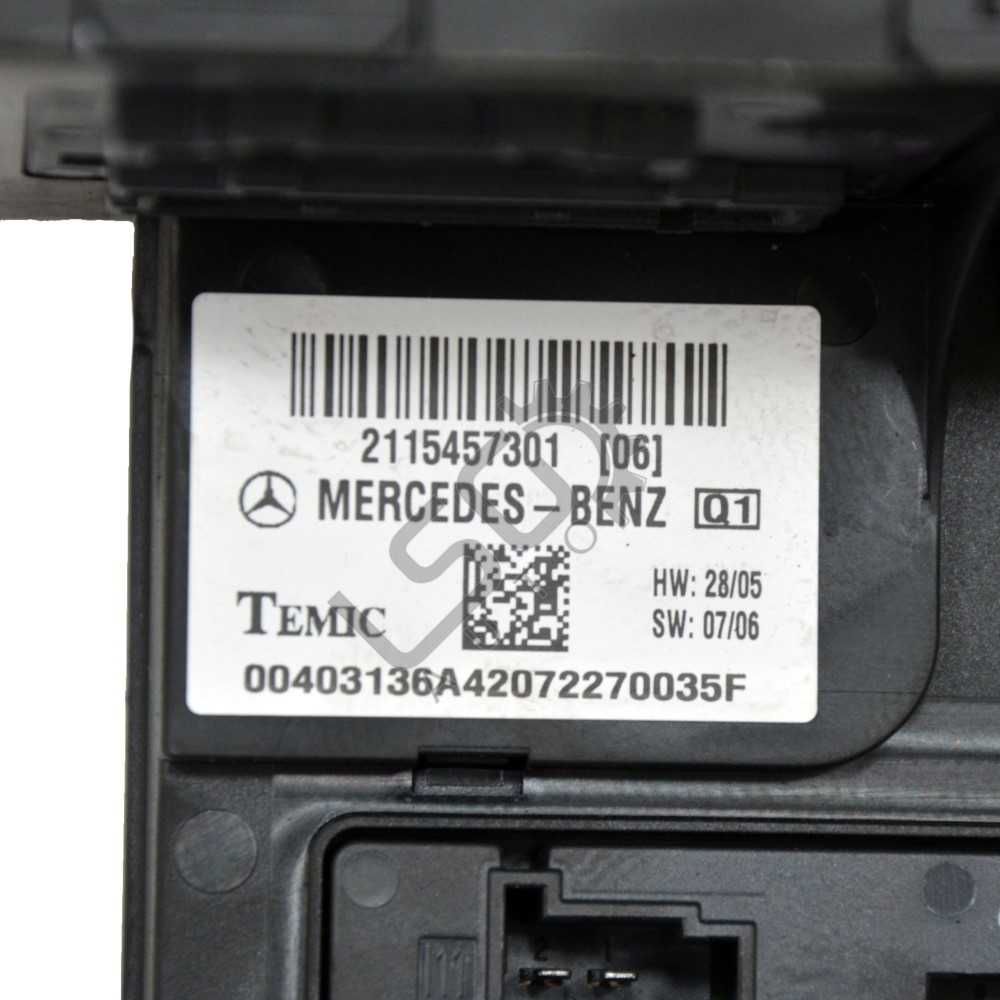 2115457301 [06]
MERCEDES-BENZ Q1
HW: 28/05
TEMIC
SW: 07/06
00403136A42072270035F
2 1